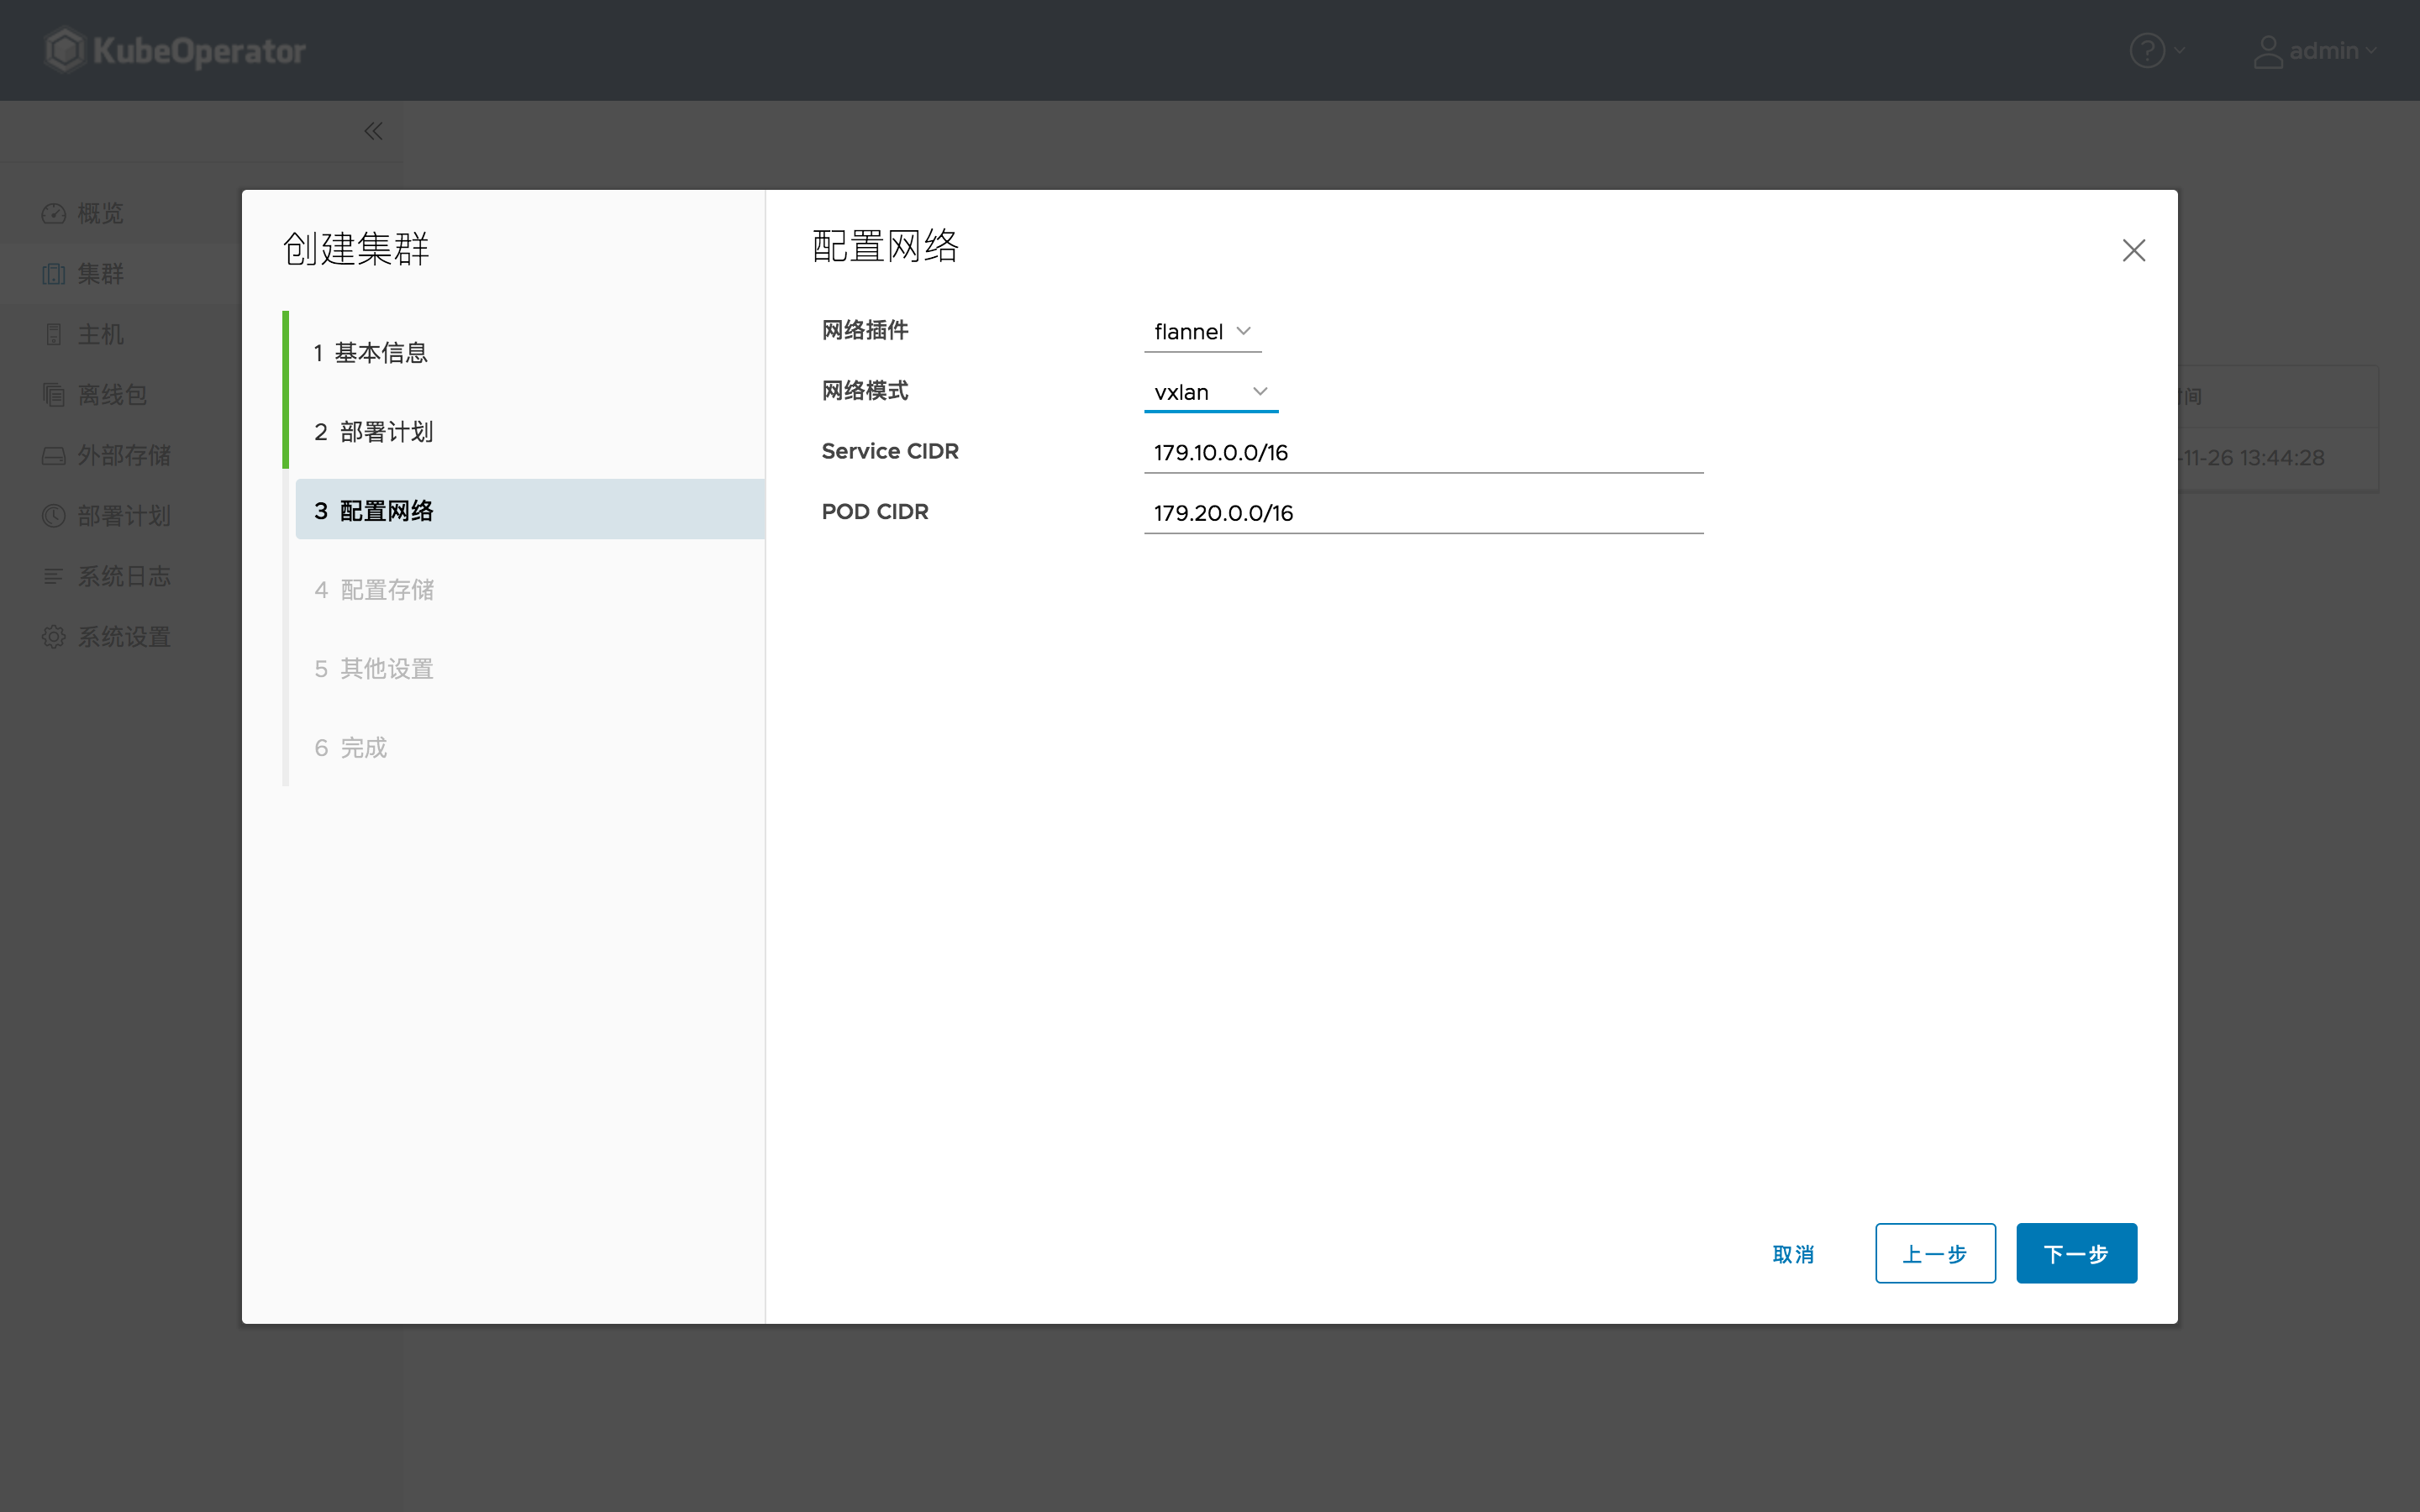 KubeOperator
admin
概览
集群
主机
离线包
外部存储
部署计划
系统日志
系统设置
间
-11-26 13:44:28
创建集群
1 基本信息
2 部署计划
3 配置网络
4 配置存储
5 其他设置
6 完成
配置网络
网络插件 flannel
网络模式 vxlan
Service CIDR 179.10.0.0/16
POD CIDR 179.20.0.0/16
取消 上一步 下一步